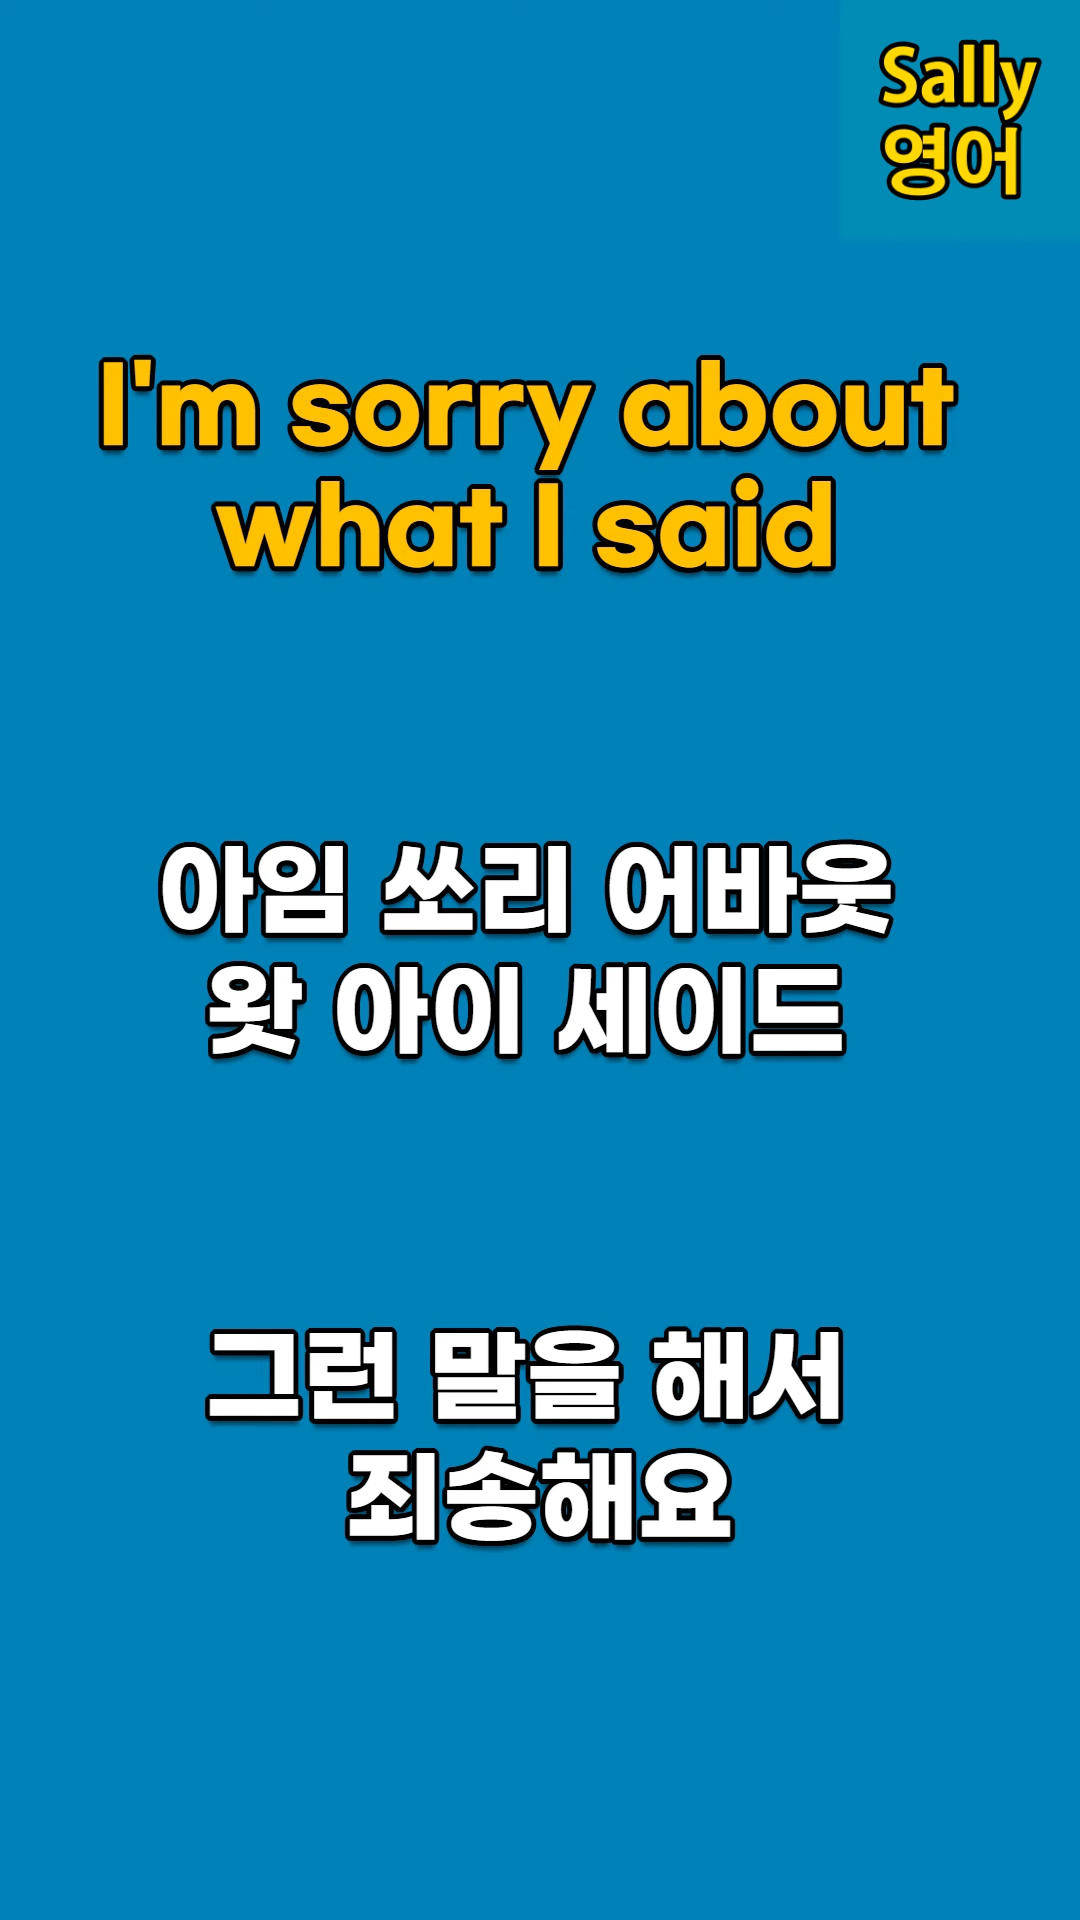 Sally
영어
I'm sorry about
what I said
아임 쏘리 어바웃
왓 아이 세이드
그런 말을 해서
죄송해요